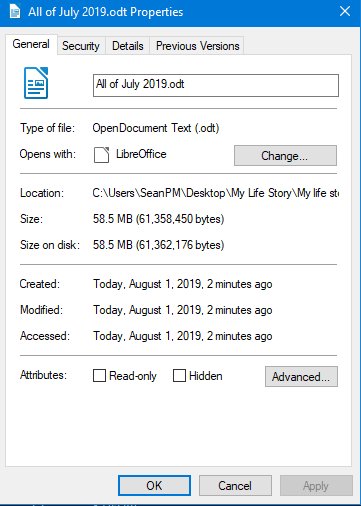 All of July 2019.odt Properties
General Security Details Previous Versions
All of July 2019.odt
Type of file: OpenDocument Text (.odt)
Opens with: LibreOffice Change...
Location: C:\Users\SeanPM\Desktop\My Life Story\My life sto
Size: 58.5 MB (61,358,450 bytes)
Size on disk: 58.5 MB (61,362,176 bytes)
Created: Today, August 1, 2019, 2 minutes ago
Modified: Today, August 1, 2019, 2 minutes ago
Accessed: Today, August 1, 2019, 2 minutes ago
Attributes: Read-only Hidden Advanced...
OK Cancel Apply